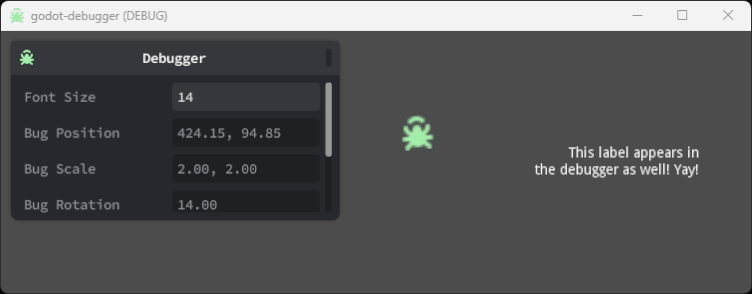 godot-debugger (DEBUG)
Debugger
Font Size
14
Bug Position
424.15, 94.85
Bug Scale
2.00, 2.00
Bug Rotation
14.00
This label appears in
the debugger as well! Yay!